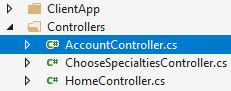 ClientApp
Controllers
AccountController.cs
ChooseSpecialtiesController.cs
HomeController.cs